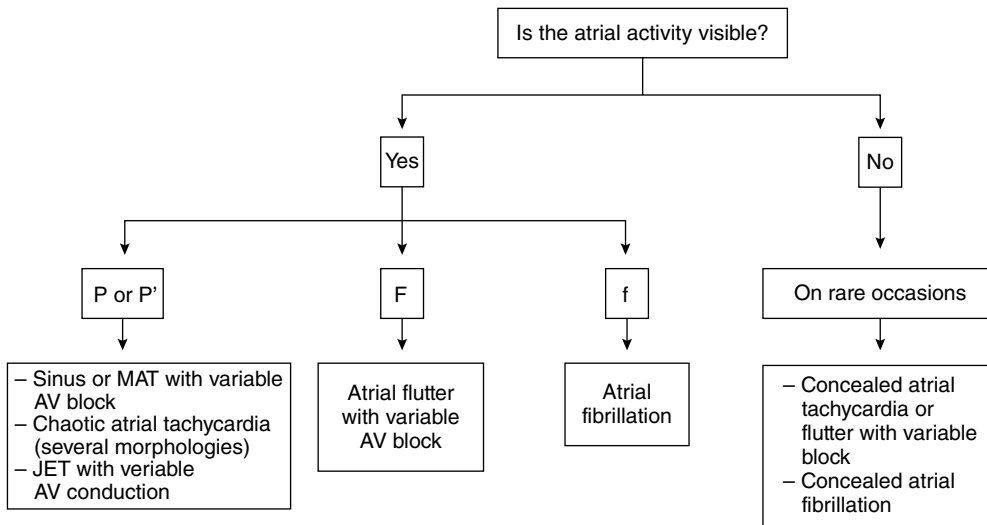 Is the atrial activity visible?
Yes
No
P or P’
F
f
On rare occasions
– Sinus or MAT with variable
AV block
– Chaotic atrial tachycardia
(several morphologies)
– JET with veriable
AV conduction
Atrial flutter
with variable
AV block
Atrial
fibrillation
– Concealed atrial
tachycardia or
flutter with variable
block
– Concealed atrial
fibrillation